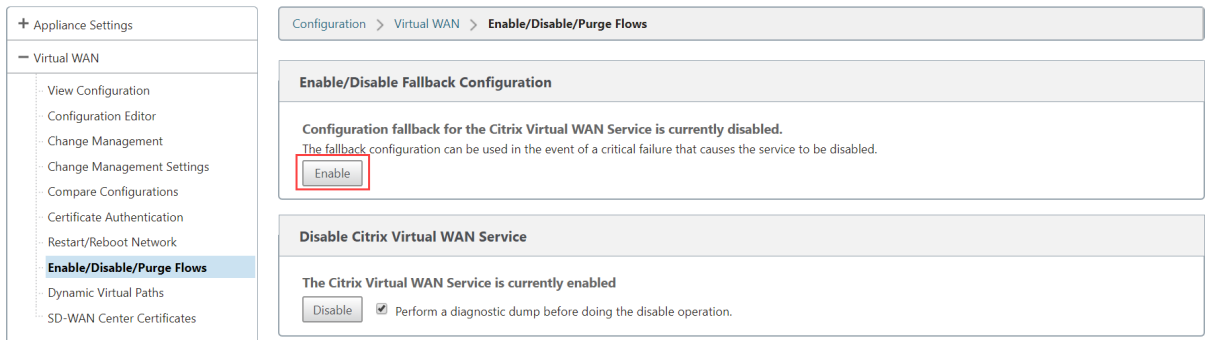 Appliance Settings
Virtual WAN
View Configuration
Configuration Editor
Change Management
Change Management Settings
Compare Configurations
Certificate Authentication
Restart/Reboot Network
Enable/Disable/Purge Flows
Dynamic Virtual Paths
SD-WAN Center Certificates
Configuration > Virtual WAN > Enable/Disable/Purge Flows
Enable/Disable Fallback Configuration
Configuration fallback for the Citrix Virtual WAN Service is currently disabled.
The fallback configuration can be used in the event of a critical failure that causes the service to be disabled.
Enable
Disable Citrix Virtual WAN Service
The Citrix Virtual WAN Service is currently enabled
Disable Perform a diagnostic dump before doing the disable operation.